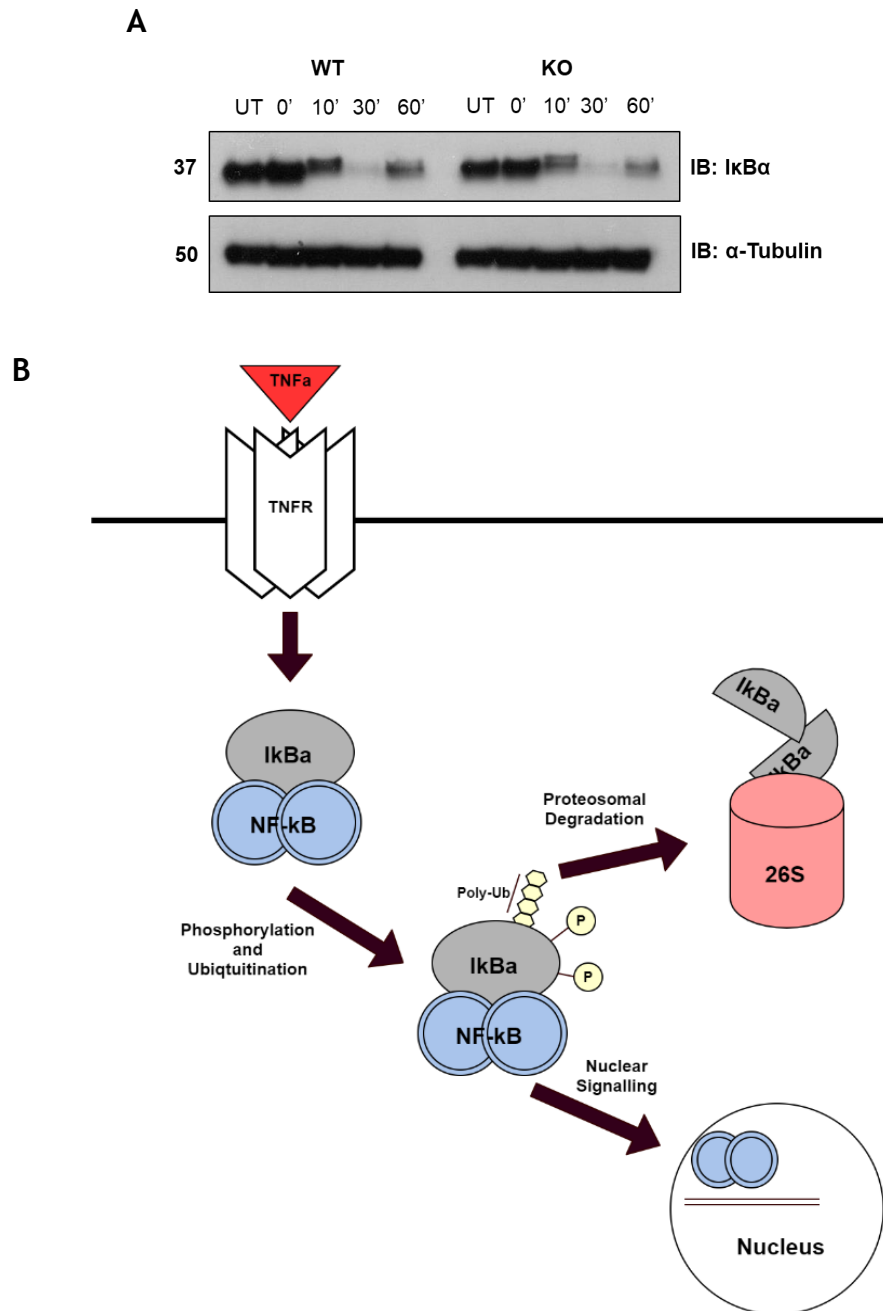 A
WT KO
UT 0' 10' 30' 60' UT 0' 10' 30' 60'
37 IB: IκBα
50 IB: α-Tubulin
B
TNFa
TNFR
IkBa
NF-kB
Phosphorylation
and
Ubiqtuitination
Poly-Ub
P
P
IkBa
NF-kB
Proteosomal
Degradation
IkBa
IkBa
26S
Nuclear
Signalling
Nucleus